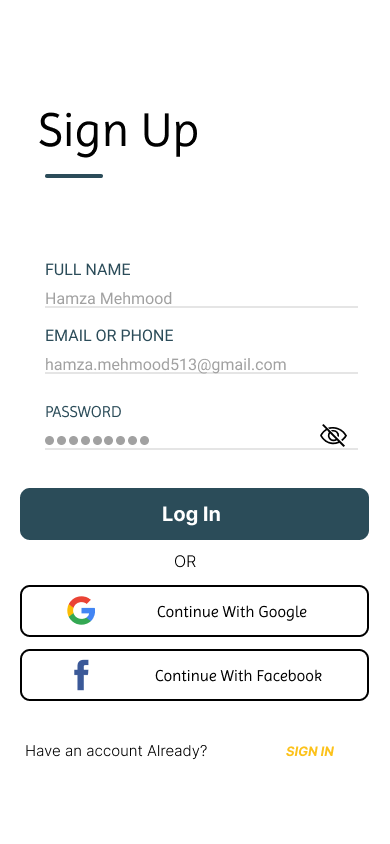 Sign Up
FULL NAME
Hamza Mehmood
EMAIL OR PHONE
hamza.mehmood513@gmail.com
PASSWORD
Log In
OR
Continue With Google
Continue With Facebook
Have an account Already? SIGN IN